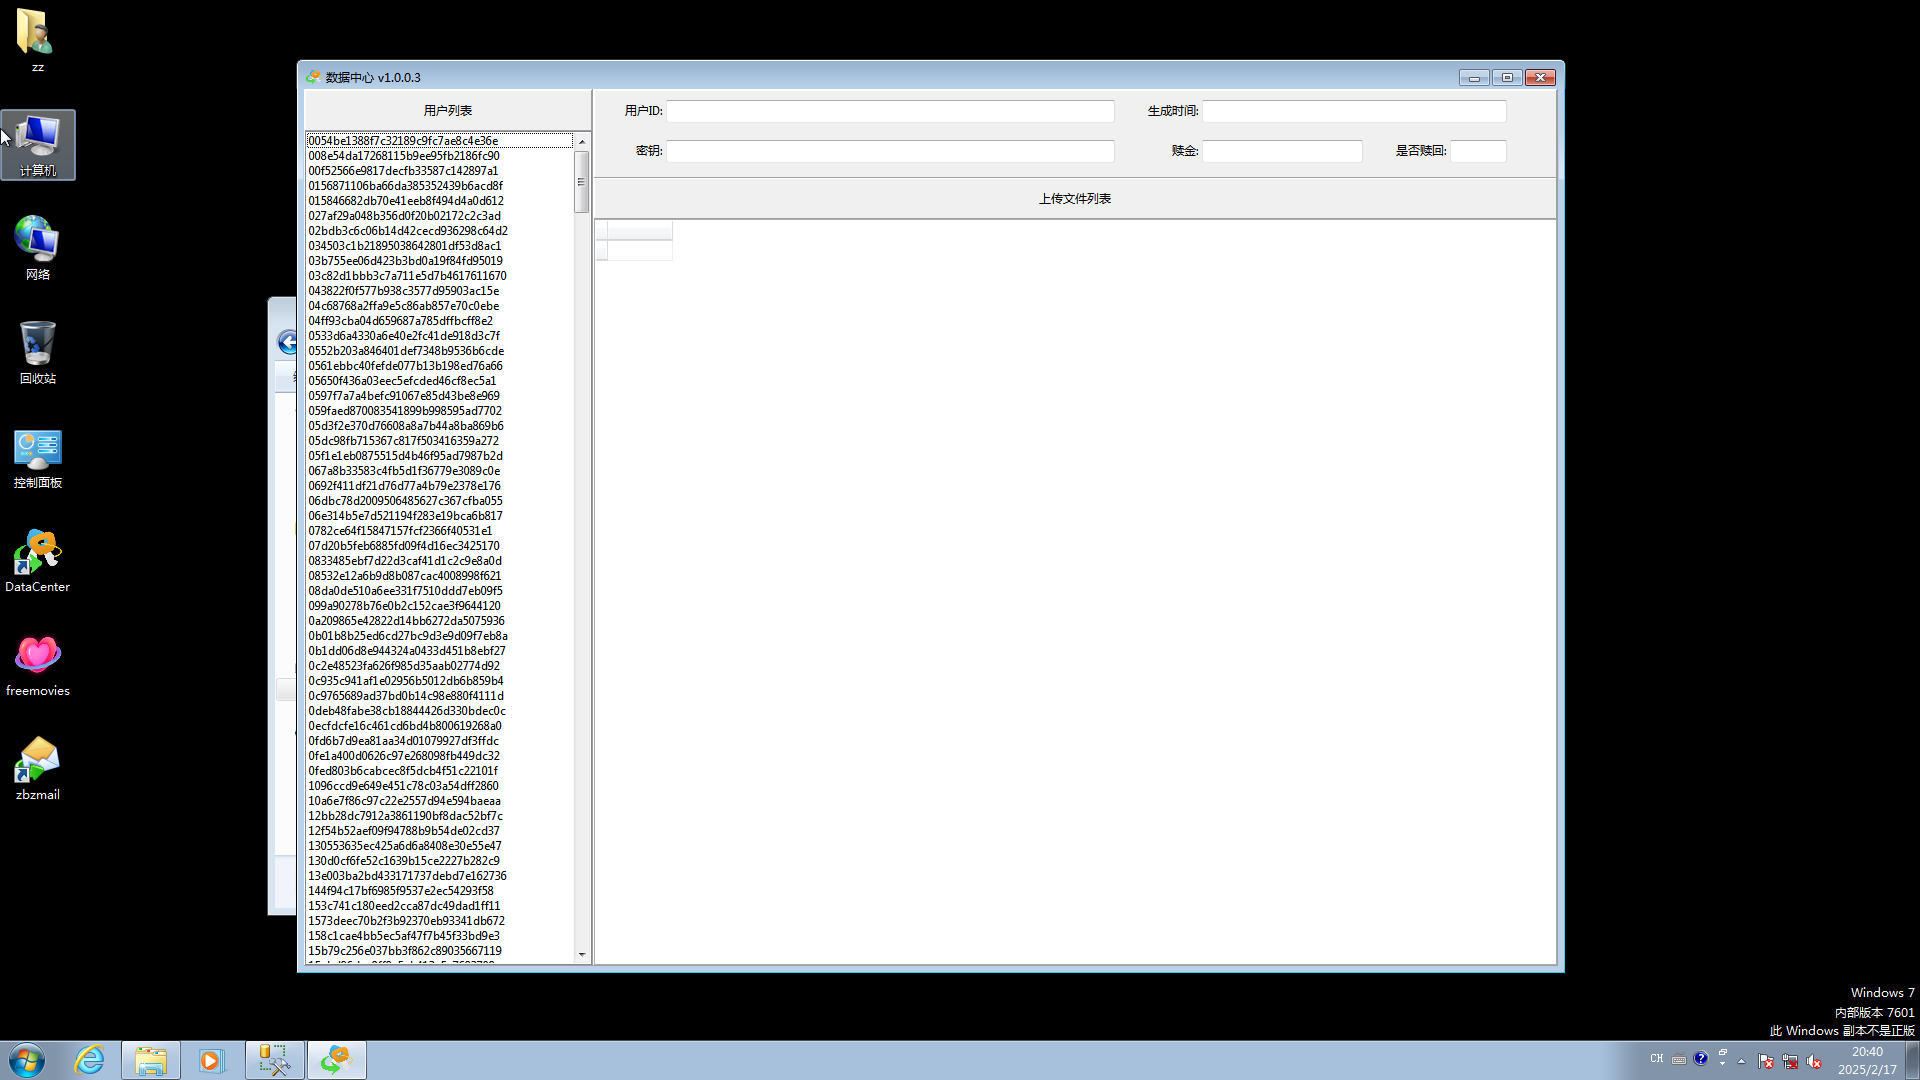 zz
计算机
网络
回收站
控制面板
DataCenter
freemovies
zbzmail
数据中心 v1.0.0.3
用户列表
0054be1388f7c32189c9fc7ae8c4e36e
008e54da17268115b9ee95fb2186fc90
00f52566e9817decfb33587c142897a1
0156871106ba66da385352439b6acd8f
015846682db70e41eeb8f494d4a0d612
027af29a048b356d0f20b02172c2c3ad
02bdb3c6c06b14d42cecd936298c64d2
034503c1b21895038642801df53d8ac1
03b755ee06d423b3bd0a19f84fd95019
03c82d1bbb3c7a711e5d7b4617611670
043822f0f577b938c3577d95903ac15e
04c68768a2ffa9e5c86ab857e70c0ebe
04ff93cba04d659687a785dffbcff8e2
0533d6a4330a6e40e2fc41de918d3c7f
0552b203a846401def7348b9536b6cde
0561ebbc40fefde077b13b198ed76a66
05650f436a03eec5efcded46cf8ec5a1
0597f7a7a4befc91067e85d43be8e969
059faed870083541899b998595ad7702
05d3f2e370d76608a8a7b44a8ba869b6
05dc98fb715367c817f503416359a272
05f1e1eb0875515d4b46f95ad7987b2d
067a8b33583c4fb5d1f36779e3089c0e
0692f411df21d76d77a4b79e2378e176
06dbc78d2009506485627c367cfba055
06e314b5e7d521194f283e19bca6b817
0782ce64f15847157fcf2366f40531e1
07d20b5feb6885fd09f4d16ec3425170
0833485ebf7d22d3caf41d1c2c9e8a0d
08532e12a6b9d8b087cac4008998f621
08da0de510a6ee331f7510ddd7eb09f5
099a90278b76e0b2c152cae3f9644120
0a209865e42822d14bb6272da5075936
0b01b8b25ed6cd27bc9d3e9d09f7eb8a
0b1dd06d8e944324a0433d451b8ebf27
0c2e48523fa626f985d35aab02774d92
0c935c941af1e02956b5012db6b859b4
0c9765689ad37bd0b14c98e880f4111d
0deb48fabe38cb18844426d330bdec0c
0ecfdcfe16c461cd6bd4b800619268a0
0fd6b7d9ea81aa34d01079927df3ffdc
0fe1a400d0626c97e268098fb449dc32
0fed803b6cabcec8f5dcb4f51c22101f
1096ccd9e649e451c78c03a54dff2860
10a6e7f86c97c22e2557d94e594baeaa
12bb28dc7912a3861190bf8dac52bf7c
12f54b52aef09f94788b9b54de02cd37
130553635ec425a6d6a8408e30e55e47
130d0cf6fe52c1639b15ce2227b282c9
13e003ba2bd433171737debd7e162736
144f94c17bf6985f9537e2ec54293f58
153c741c180eed2cca87dc49dad1ff11
1573deec70b2f3b92370eb93341db672
158c1cae4bb5ec5af47f7b45f33bd9e3
15b79c256e037bb3f862c89035667119
用户ID:
生成时间:
密钥:
赎金:
是否赎回:
上传文件列表
Windows 7
内部版本 7601
此 Windows 副本不是正版
CH
20:40
2025/2/17